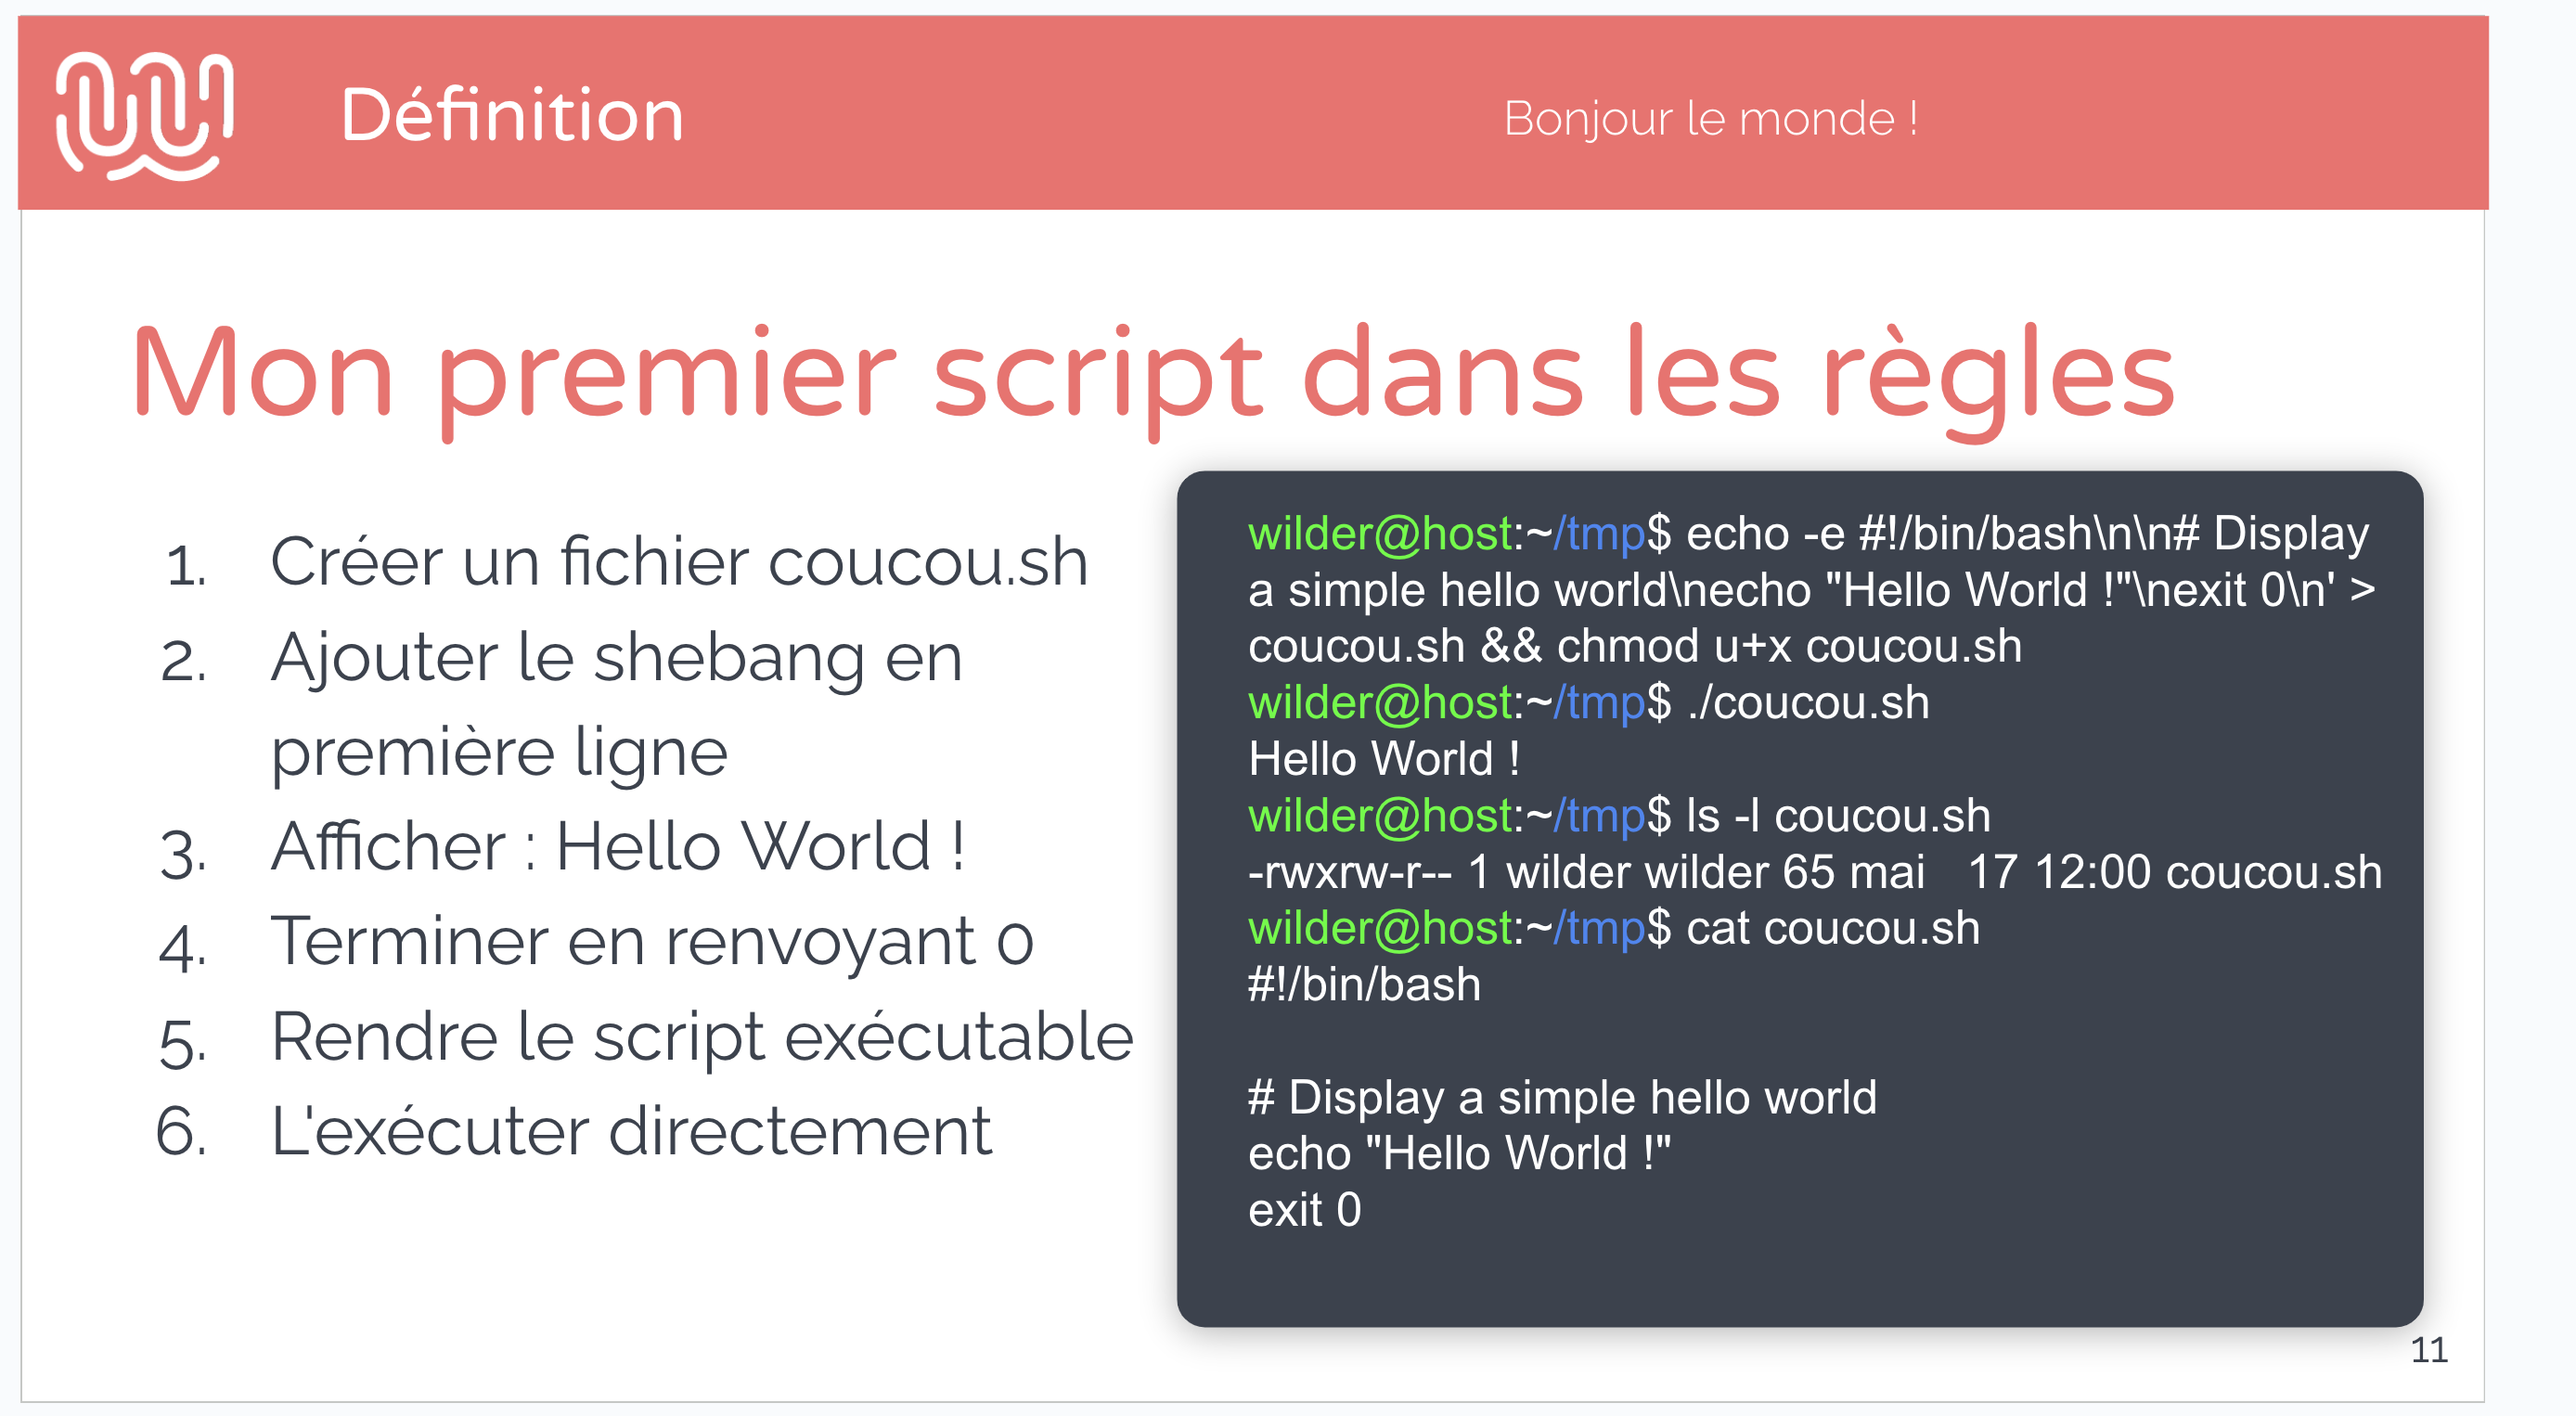 Définition
Bonjour le monde !
Mon premier script dans les règles
1. Créer un fichier coucou.sh
2. Ajouter le shebang en
première ligne
3. Afficher : Hello World !
4. Terminer en renvoyant 0
5. Rendre le script exécutable
6. L'exécuter directement
wilder@host:~/tmp$ echo -e #!/bin/bash\n\n# Display
a simple hello world\necho "Hello World !"\nexit 0\n' >
coucou.sh && chmod u+x coucou.sh
wilder@host:~/tmp$ ./coucou.sh
Hello World !
wilder@host:~/tmp$ ls -l coucou.sh
-rwxrw-r-- 1 wilder wilder 65 mai   17 12:00 coucou.sh
wilder@host:~/tmp$ cat coucou.sh
#!/bin/bash
# Display a simple hello world
echo "Hello World !"
exit 0
11